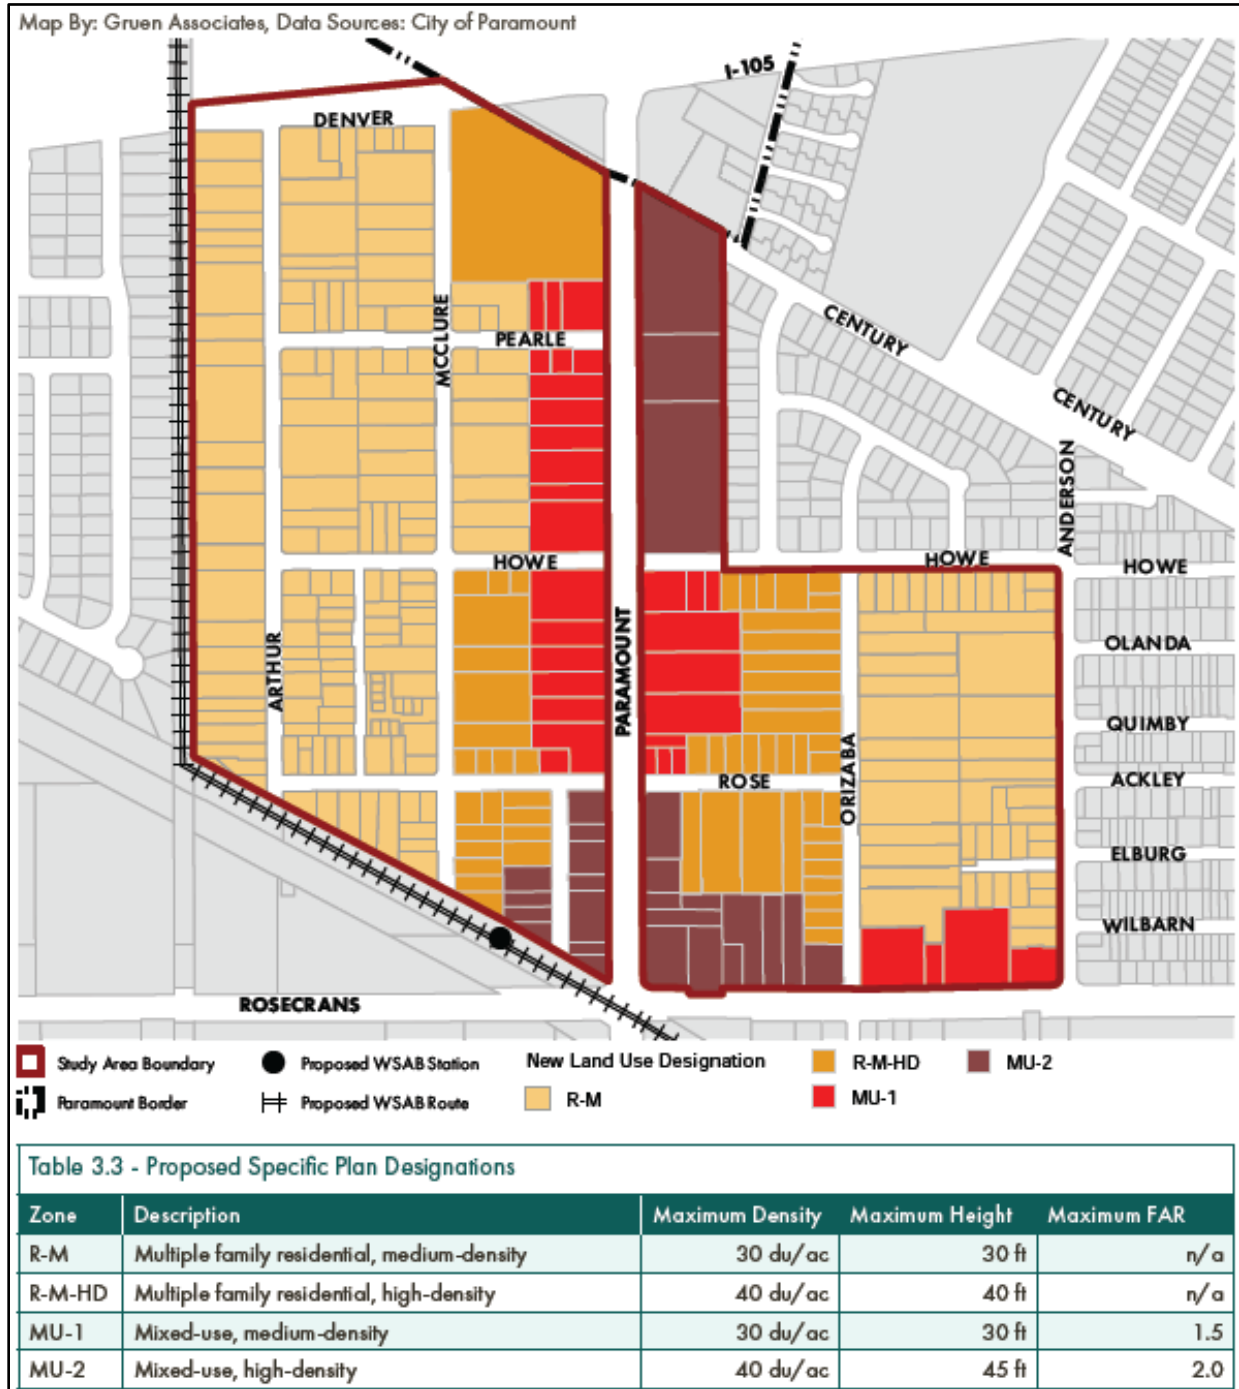 Map By: Gruen Associates, Data Sources: City of Paramount
I-105
DENVER
MCCLURE
PEARLE
CENTURY
CENTURY
ANDERSON
HOWE
HOWE
HOWE
ARTHUR
PARAMOUNT
OLANDA
QUIMBY
ORIZABA
ROSE
ACKLEY
ELBURG
WILBARN
ROSECRANS
Study Area Boundary
Proposed WSAB Station
New Land Use Designation
R-M-HD
MU-2
Paramount Border
Proposed WSAB Route
R-M
MU-1
Table 3.3 - Proposed Specific Plan Designations
Zone Description Maximum Density Maximum Height Maximum FAR
R-M Multiple family residential, medium-density 30 du/ac 30 ft n/a
R-M-HD Multiple family residential, high-density 40 du/ac 40 ft n/a
MU-1 Mixed-use, medium-density 30 du/ac 30 ft 1.5
MU-2 Mixed-use, high-density 40 du/ac 45 ft 2.0